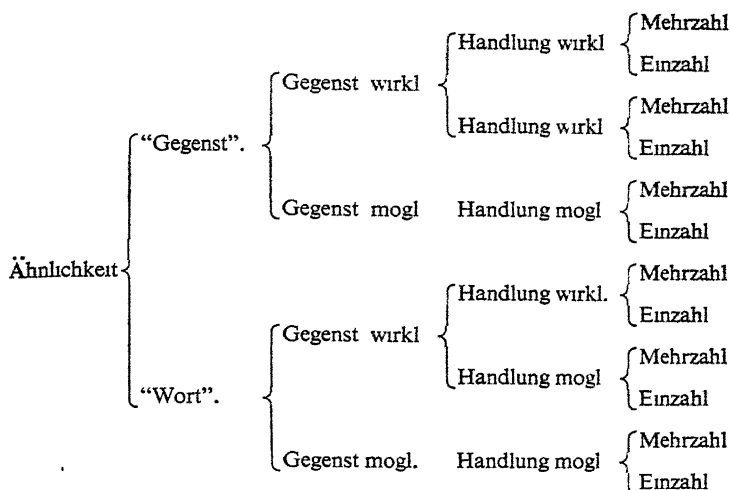 Mehrzahl
Handlung wirkl
Einzahl
Gegenst wirkl
Mehrzahl
Handlung wirkl
“Gegenst”.
Einzahl
Mehrzahl
Gegenst mogl Handlung mogl
Einzahl
Ähnlichkeit
Mehrzahl
Handlung wirkl.
Einzahl
Gegenst wirkl
Mehrzahl
Handlung mogl
“Wort”.
Einzahl
Mehrzahl
Gegenst mogl. Handlung mogl
Einzahl